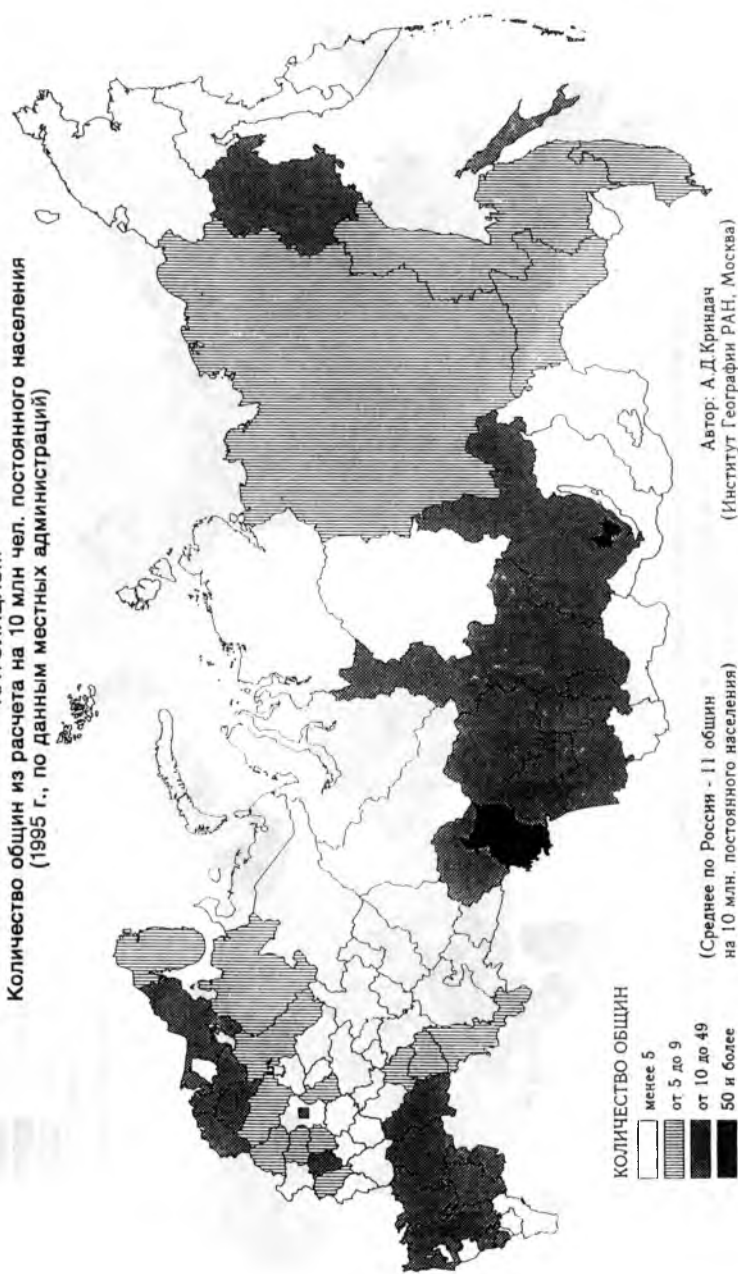 Количество общин из расчета на 10 млн чел. постоянного населения
(1995 г., по данным местных администраций)
КОЛИЧЕСТВО ОБЩИН
менее 5
от 5 до 9
от 10 до 49
50 и более
(Среднее по России - 11 общин
на 10 млн. постоянного населения)
Автор: А.Д.Криндач
(Институт Географии РАН, Москва)